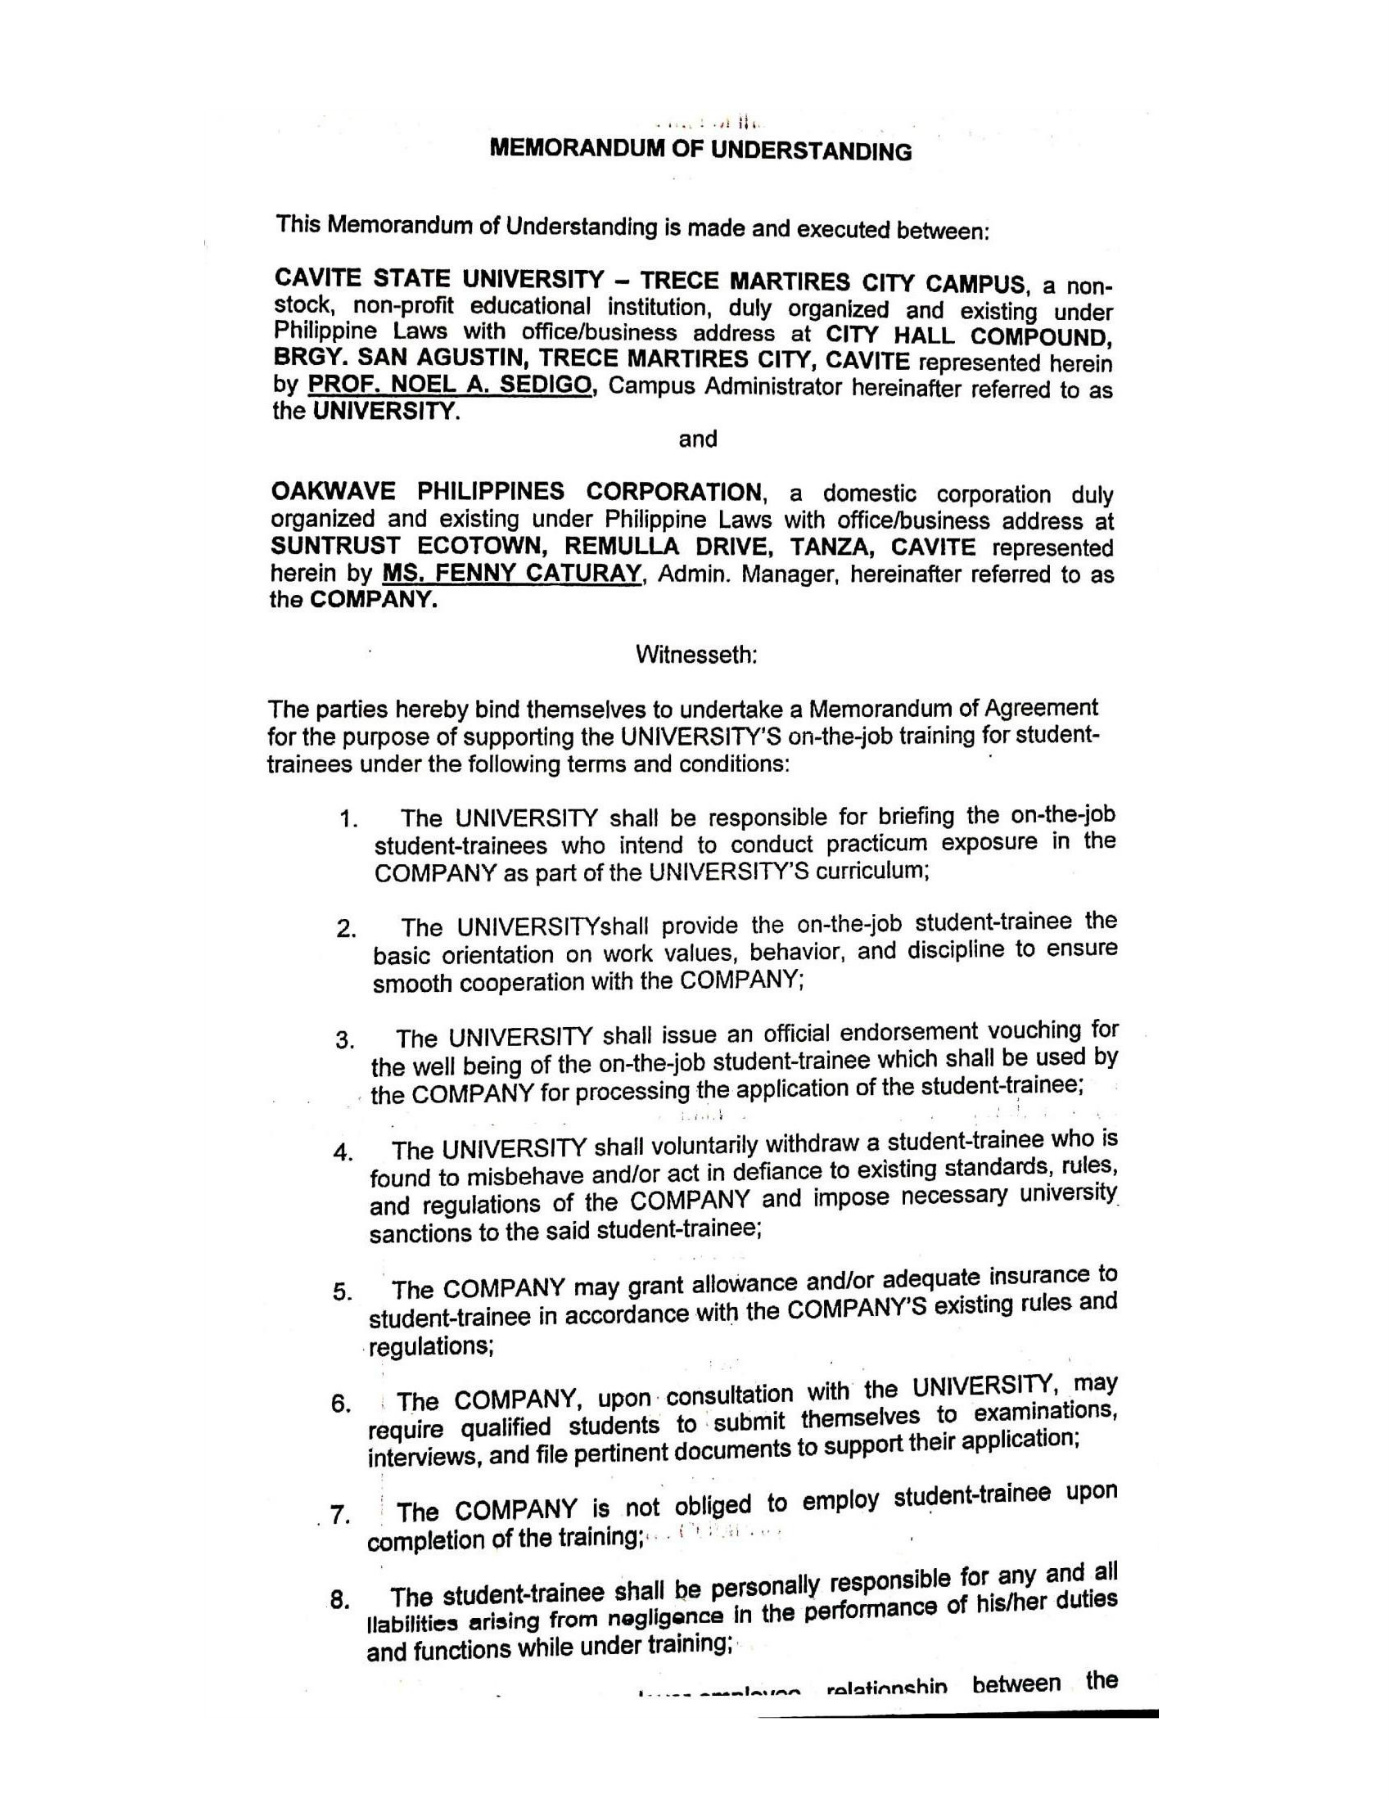 MEMORANDUM OF UNDERSTANDING
This Memorandum of Understanding is made and executed between:
CAVITE STATE UNIVERSITY – TRECE MARTIRES CITY CAMPUS, a non-
stock, non-profit educational institution, duly organized and existing under
Philippine Laws with office/business address at CITY HALL COMPOUND,
BRGY. SAN AGUSTIN, TRECE MARTIRES CITY, CAVITE represented herein
by PROF. NOEL A. SEDIGO, Campus Administrator hereinafter referred to as
the UNIVERSITY.
and
OAKWAVE PHILIPPINES CORPORATION, a domestic corporation duly
organized and existing under Philippine Laws with office/business address at
SUNTRUST ECOTOWN, REMULLA DRIVE, TANZA, CAVITE represented
herein by MS. FENNY CATURAY, Admin. Manager, hereinafter referred to as
the COMPANY.
Witnesseth:
The parties hereby bind themselves to undertake a Memorandum of Agreement
for the purpose of supporting the UNIVERSITY'S on-the-job training for student-
trainees under the following terms and conditions:
1. The UNIVERSITY shall be responsible for briefing the on-the-job
student-trainees who intend to conduct practicum exposure in the
COMPANY as part of the UNIVERSITY'S curriculum;
2. The UNIVERSITYshall provide the on-the-job student-trainee the
basic orientation on work values, behavior, and discipline to ensure
smooth cooperation with the COMPANY;
3. The UNIVERSITY shall issue an official endorsement vouching for
the well being of the on-the-job student-trainee which shall be used by
the COMPANY for processing the application of the student-trainee;
4. The UNIVERSITY shall voluntarily withdraw a student-trainee who is
found to misbehave and/or act in defiance to existing standards, rules,
and regulations of the COMPANY and impose necessary university
sanctions to the said student-trainee;
5. The COMPANY may grant allowance and/or adequate insurance to
student-trainee in accordance with the COMPANY'S existing rules and
regulations;
6. The COMPANY, upon consultation with the UNIVERSITY, may
require qualified students to submit themselves to examinations,
interviews, and file pertinent documents to support their application;
7. The COMPANY is not obliged to employ student-trainee upon
completion of the training;
8. The student-trainee shall be personally responsible for any and all
liabilities arising from negligence in the performance of his/her duties
and functions while under training;
relationship between the